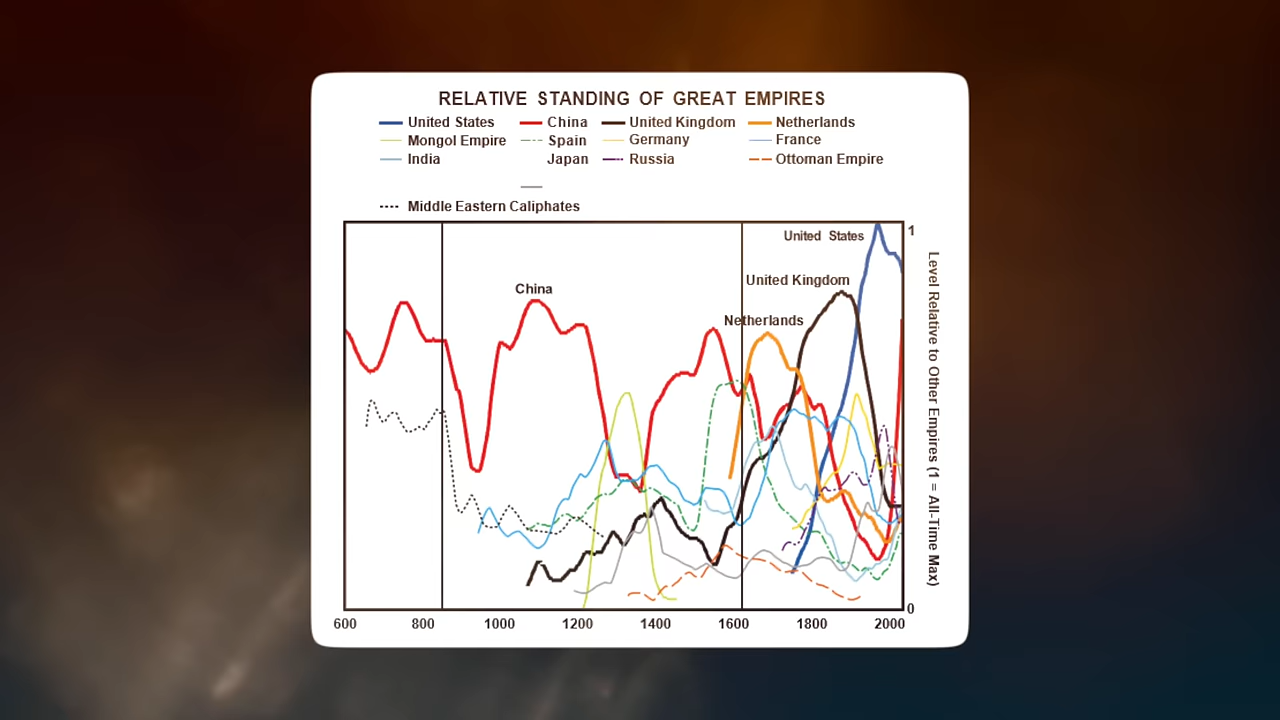 RELATIVE STANDING OF GREAT EMPIRES
United States China United Kingdom Netherlands
Mongol Empire Spain Germany France
India Japan Russia Ottoman Empire
Middle Eastern Caliphates
1
United States
United Kingdom
China
Netherlands
Level Relative to Other Empires (1 = All-Time Max)
0
600 800 1000 1200 1400 1600 1800 2000